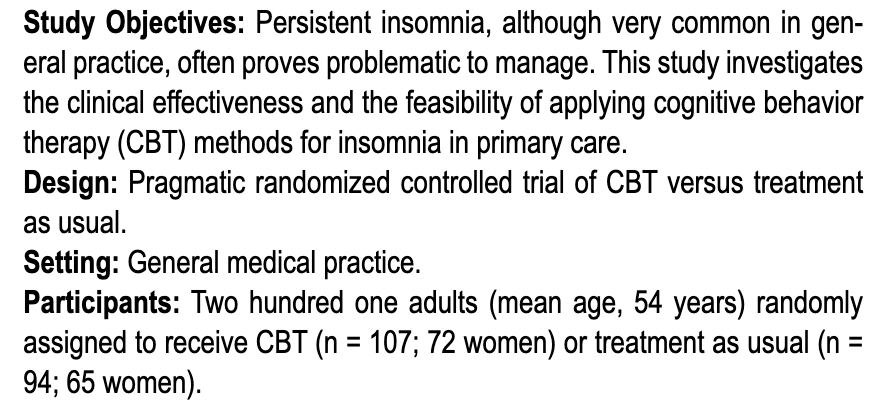 Study Objectives: Persistent insomnia, although very common in gen-
eral practice, often proves problematic to manage. This study investigates
the clinical effectiveness and the feasibility of applying cognitive behavior
therapy (CBT) methods for insomnia in primary care.
Design: Pragmatic randomized controlled trial of CBT versus treatment
as usual.
Setting: General medical practice.
Participants: Two hundred one adults (mean age, 54 years) randomly
assigned to receive CBT (n = 107; 72 women) or treatment as usual (n =
94; 65 women).